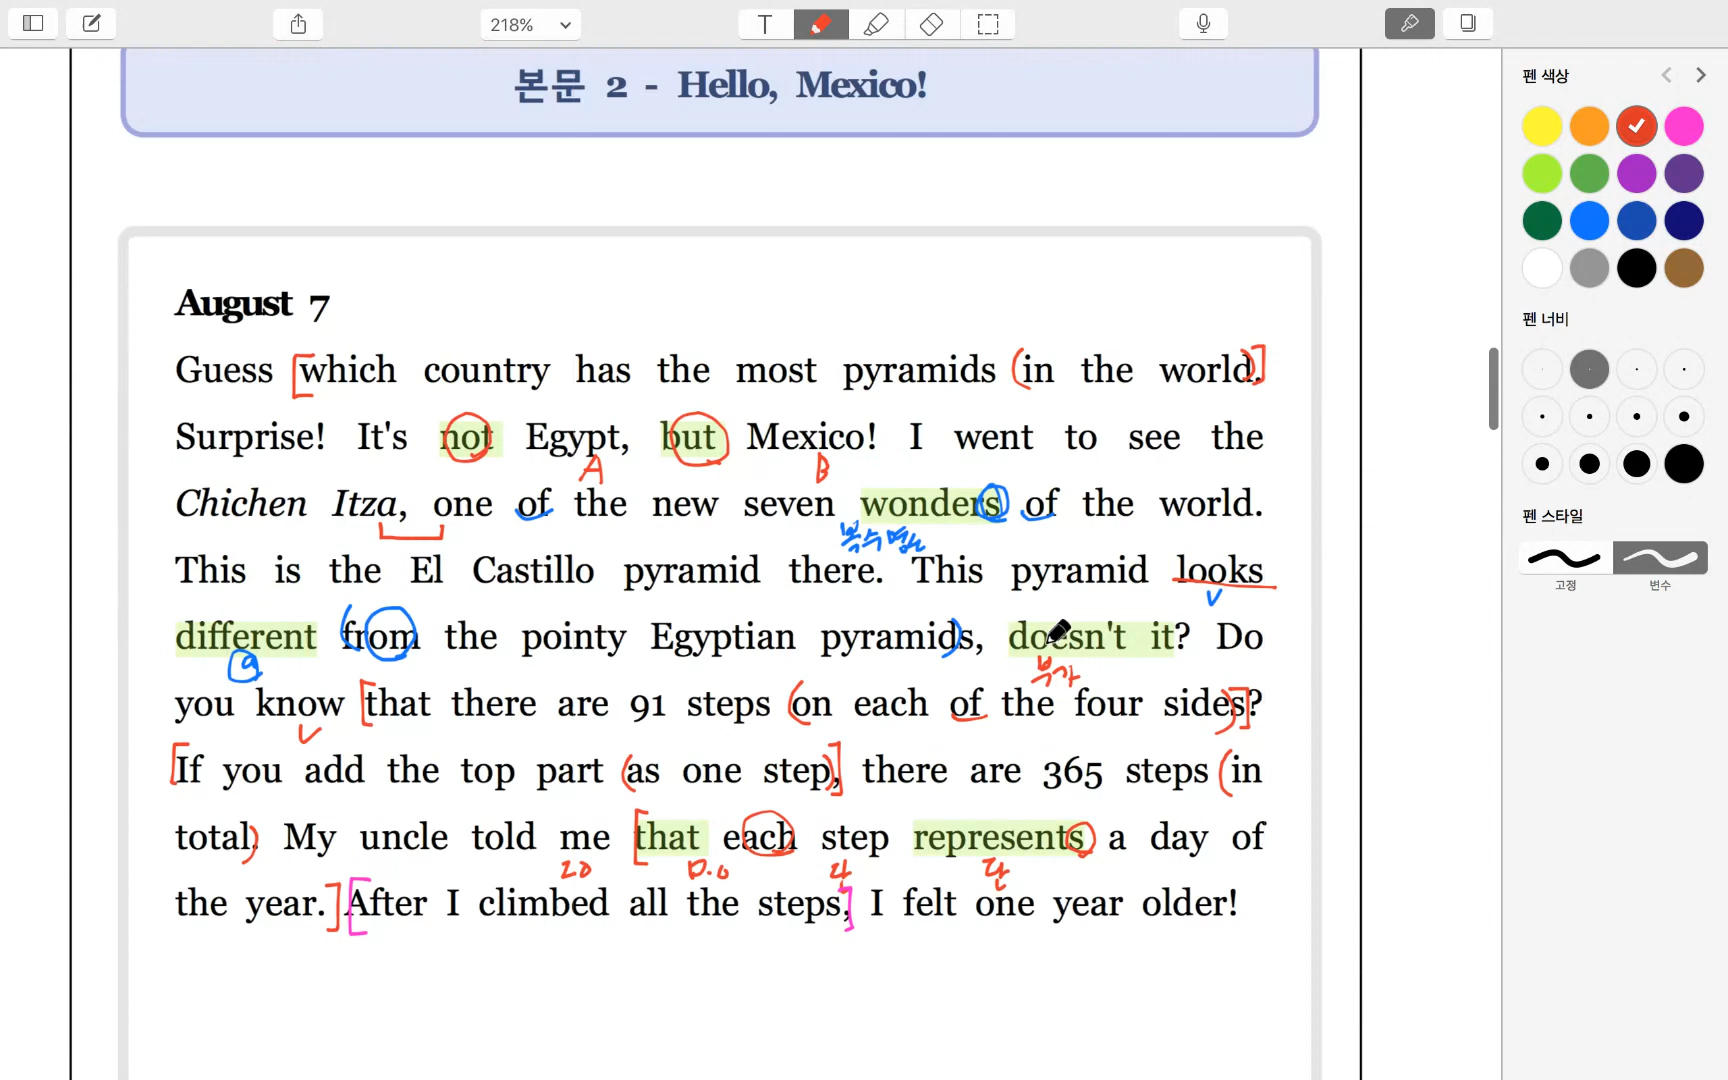 218%
T
본문 2 - Hello, Mexico!
August 7
Guess [which country has the most pyramids (in the world.)]
Surprise! It's not Egypt, but Mexico! I went to see the
A B
Chichen Itza, one of the new seven wonders of the world.
복수명사
This is the El Castillo pyramid there. This pyramid looks
v
different (from the pointy Egyptian pyramids), doesn't it? Do
a 부가
you know [that there are 91 steps (on each of the four sides)]?
v
[If you add the top part (as one step,)] there are 365 steps (in
total.) My uncle told me [that each step represents a day of
IO D.O 단 단
the year.] [After I climbed all the steps,] I felt one year older!
펜 색상
펜 너비
펜 스타일
고정
변수